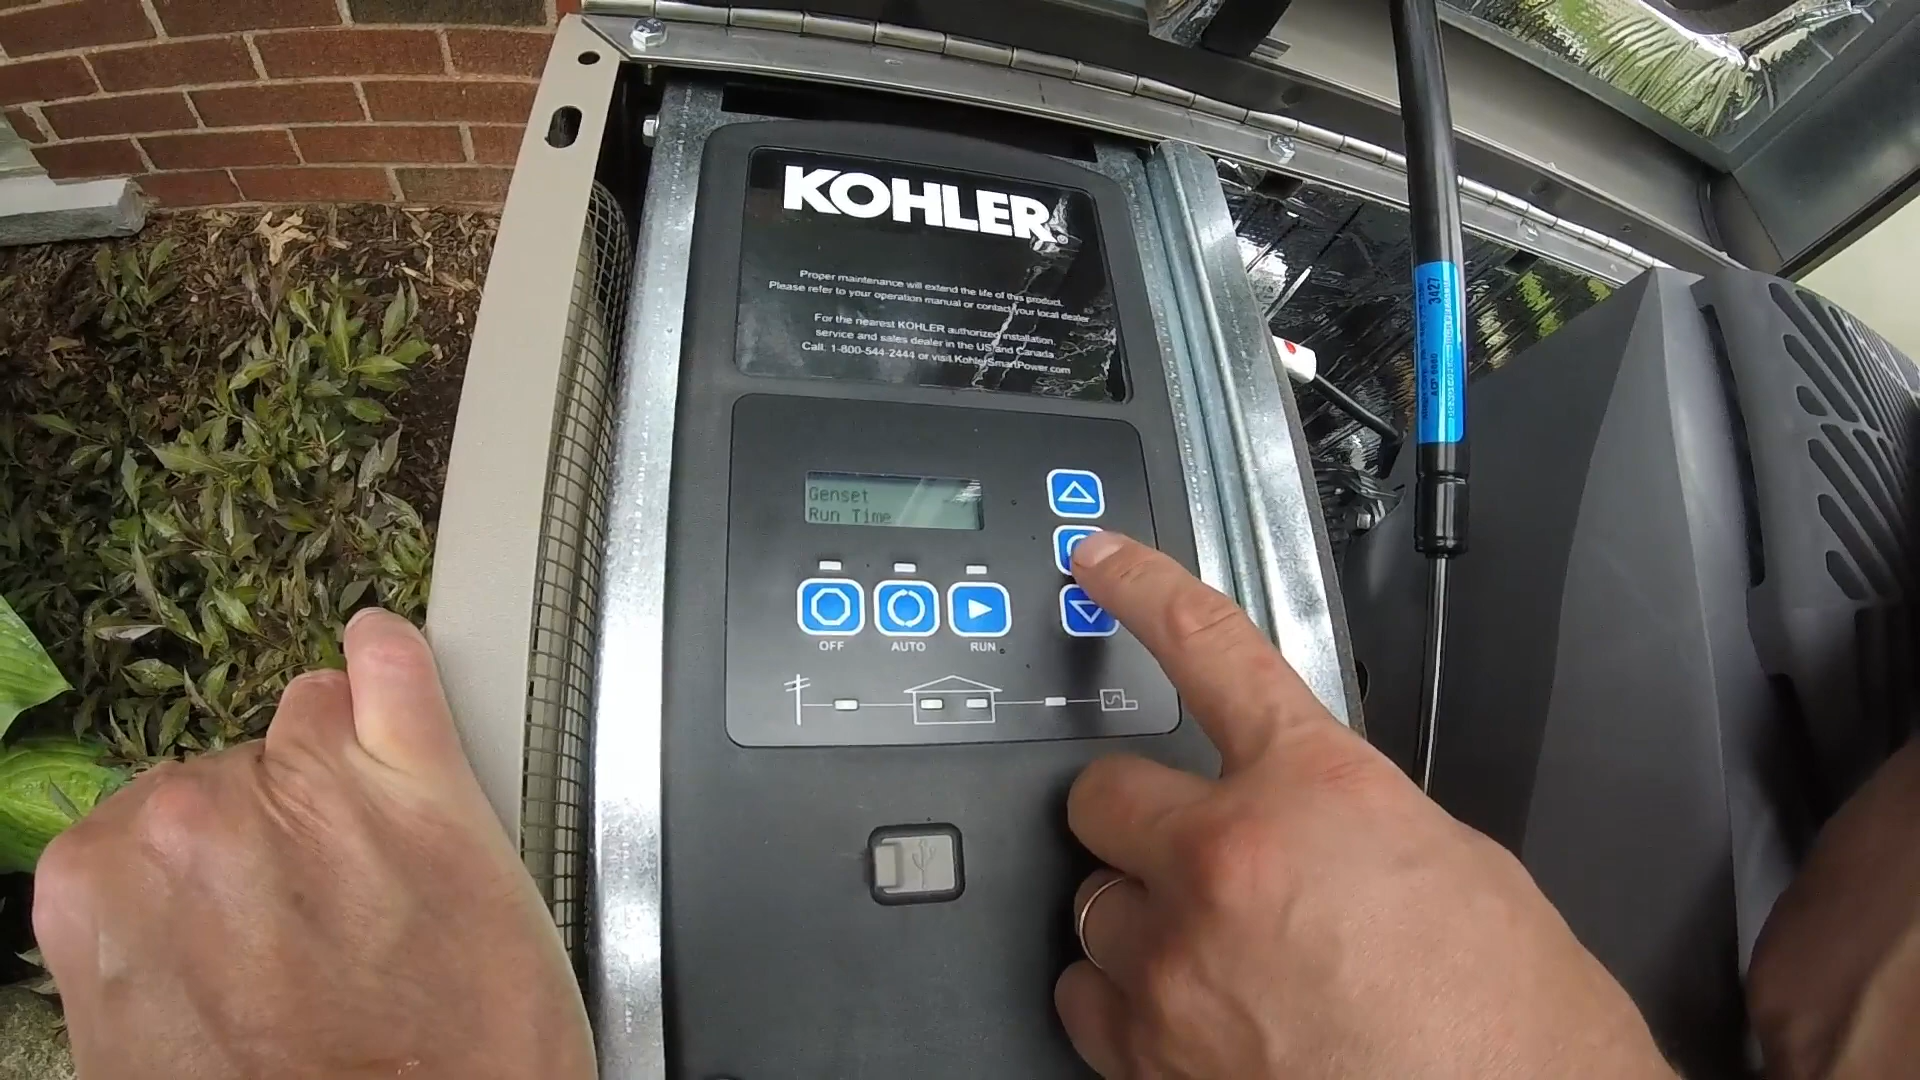 KOHLER®
Proper maintenance will extend the life of this product.
Please refer to your operation manual or contact your local dealer.
For the nearest KOHLER authorized installation,
service and sales dealer in the US and Canada
Call: 1-800-544-2444 or visit KohlerSmartPower.com
Genset
Run Time
OFF AUTO RUN
3427